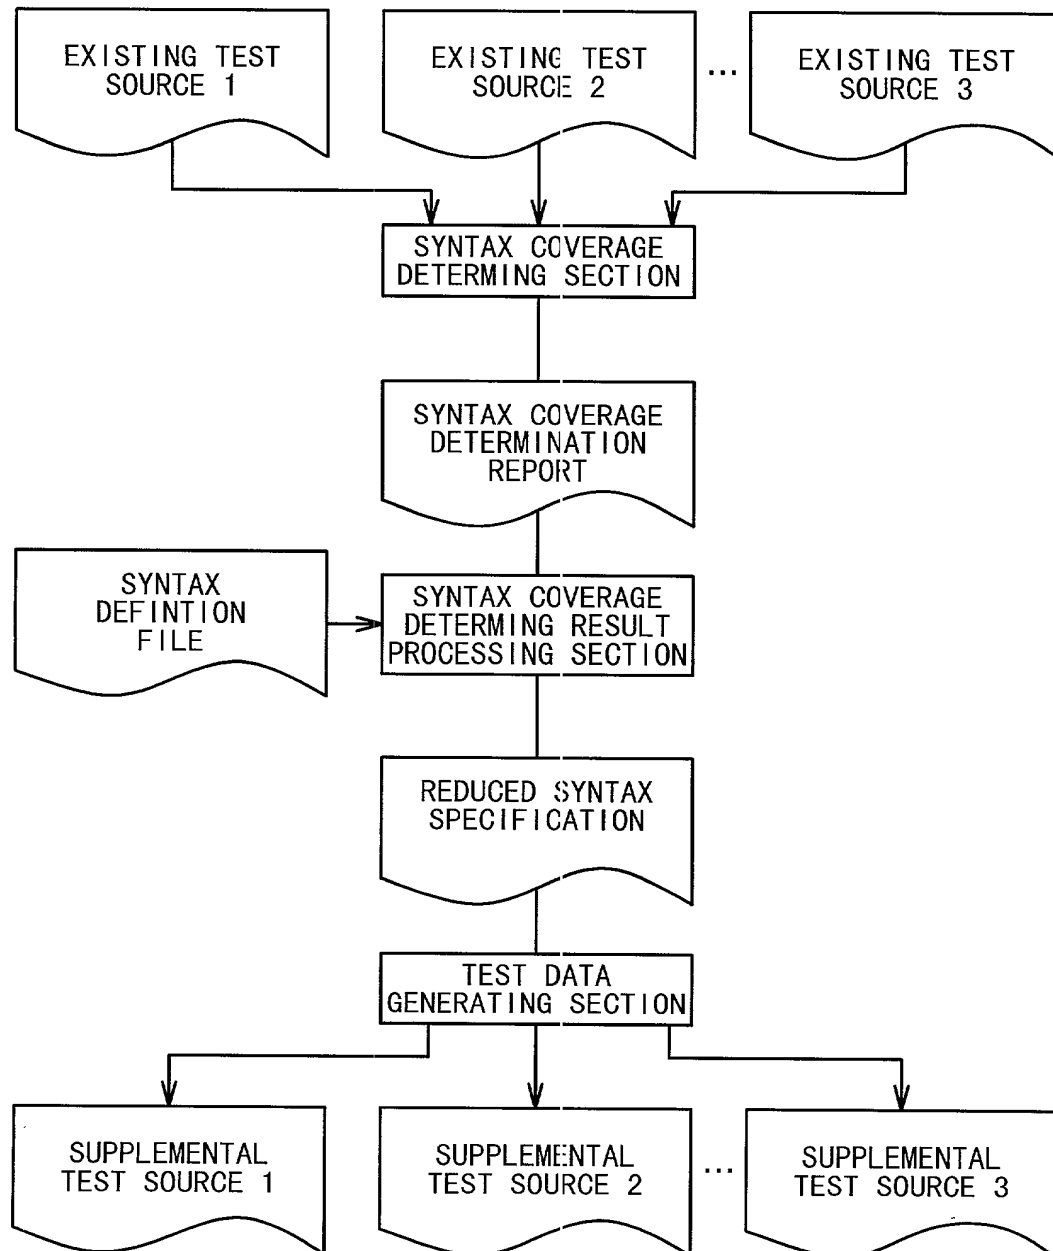 EXISTING TEST
SOURCE 1
EXISTING TEST
SOURCE 2
...
EXISTING TEST
SOURCE 3
SYNTAX COVERAGE
DETERMING SECTION
SYNTAX COVERAGE
DETERMINATION
REPORT
SYNTAX
DEFINTION
FILE
SYNTAX COVERAGE
DETERMING RESULT
PROCESSING SECTION
REDUCED SYNTAX
SPECIFICATION
TEST DATA
GENERATING SECTION
SUPPLEMENTAL
TEST SOURCE 1
SUPPLEMENTAL
TEST SOURCE 2
...
SUPPLEMENTAL
TEST SOURCE 3